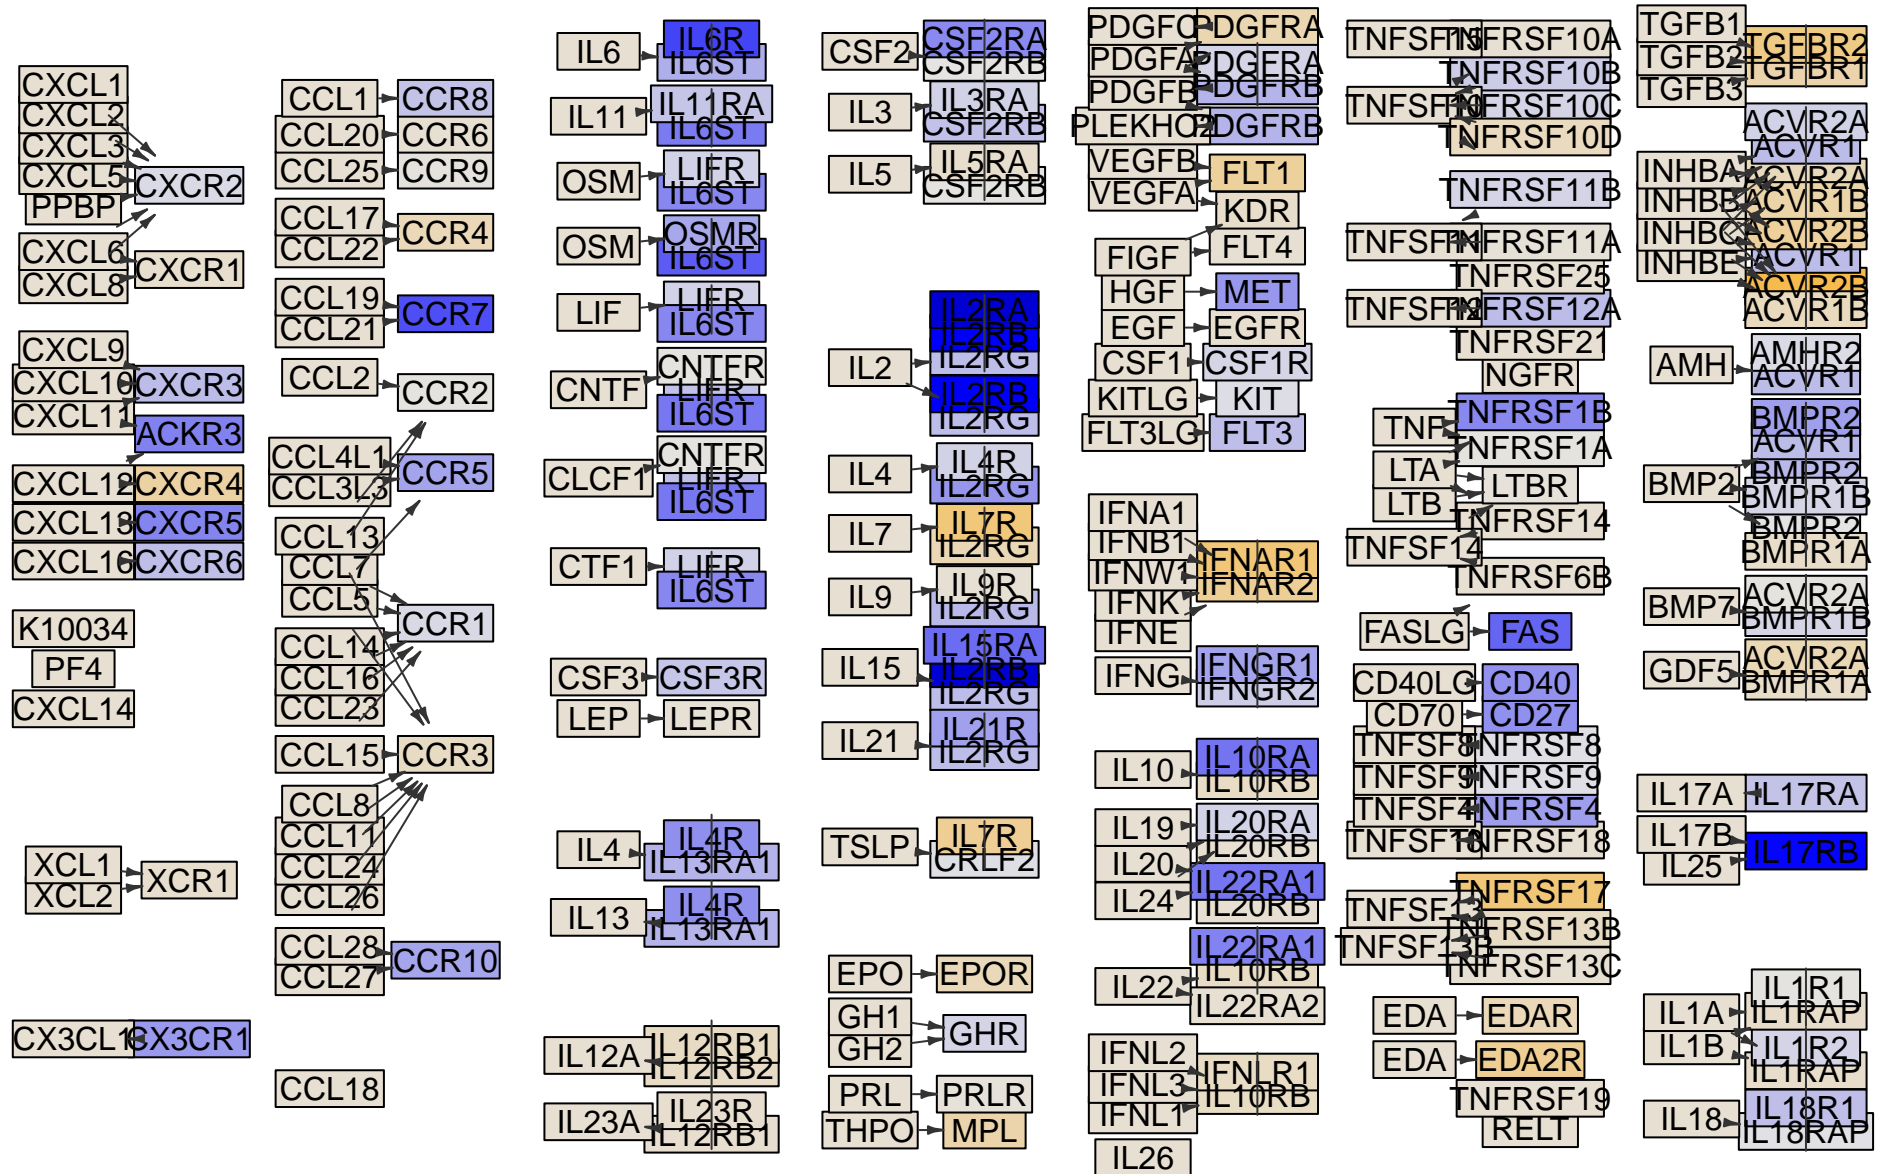 CXCL1
CXCL2
CXCL3
CXCL5
PPBP
CXCR2
CXCL6
CXCL8
CXCR1
CXCL9
CXCL10
CXCL11
CXCR3
ACKR3
CXCL12
CXCR4
CXCL13
CXCR5
CXCL16
CXCR6
K10034
PF4
CXCL14
XCL1
XCL2
XCR1
CX3CL1
CX3CR1
CCL1
CCR8
CCL20
CCR6
CCL25
CCR9
CCL17
CCL22
CCR4
CCL19
CCL21
CCR7
CCL2
CCR2
CCL4L1
CCL3L3
CCR5
CCL13
CCL7
CCL5
CCR1
CCL14
CCL16
CCL23
CCL15
CCR3
CCL8
CCL11
CCL24
CCL26
CCL28
CCL27
CCR10
CCL18
IL6
IL6R
IL6ST
IL11
IL11RA
IL6ST
OSM
LIFR
IL6ST
OSM
OSMR
IL6ST
LIF
LIFR
IL6ST
CNTF
CNTFR
LIFR
IL6ST
CLCF1
CNTFR
LIFR
IL6ST
CTF1
LIFR
IL6ST
CSF3
CSF3R
LEP
LEPR
IL4
IL4R
IL13RA1
IL13
IL4R
IL13RA1
IL12A
IL12RB1
IL12RB2
IL23A
IL23R
IL12RB1
CSF2
CSF2RA
CSF2RB
IL3
IL3RA
CSF2RB
IL5
IL5RA
CSF2RB
IL2
IL2RA
IL2RB
IL2RG
IL2RB
IL2RG
IL4
IL4R
IL2RG
IL7
IL7R
IL2RG
IL9
IL9R
IL2RG
IL15
IL15RA
IL2RB
IL2RG
IL21
IL21R
IL2RG
TSLP
IL7R
CRLF2
EPO
EPOR
GH1
GH2
GHR
PRL
PRLR
THPO
MPL
PDGFC
PDGFRA
PDGFA
PDGFRA
PDGFRB
PDGFB
PLEKHO2
PDGFRB
VEGFB
VEGFA
FLT1
KDR
FIGF
FLT4
HGF
MET
EGF
EGFR
CSF1
CSF1R
KITLG
KIT
FLT3LG
FLT3
IFNA1
IFNB1
IFNW1
IFNK
IFNE
IFNAR1
IFNAR2
IFNG
IFNGR1
IFNGR2
IL10
IL10RA
IL10RB
IL19
IL20
IL24
IL20RA
IL20RB
IL22RA1
IL20RB
IL22
IL22RA1
IL10RB
IL22RA2
IFNL2
IFNL3
IFNL1
IFNLR1
IL10RB
IL26
TNFSF15
TNFRSF10A
TNFRSF10B
TNFSF10
TNFRSF10C
TNFRSF10D
TNFRSF11B
TNFSF11
TNFRSF11A
TNFRSF25
TNFSF12
TNFRSF12A
TNFRSF21
NGFR
TNF
TNFRSF1B
TNFRSF1A
LTA
LTB
LTBR
TNFRSF14
TNFSF14
TNFRSF6B
FASLG
FAS
CD40LG
CD40
CD70
CD27
TNFSF8
TNFRSF8
TNFSF9
TNFRSF9
TNFSF4
TNFRSF4
TNFSF18
TNFRSF18
TNFRSF17
TNFSF13
TNFRSF13B
TNFSF13B
TNFRSF13C
EDA
EDAR
EDA
EDA2R
TNFRSF19
RELT
TGFB1
TGFB2
TGFB3
TGFBR2
TGFBR1
INHBA
INHBB
INHBC
INHBE
ACVR2A
ACVR1
ACVR2A
ACVR1B
ACVR2B
ACVR1
ACVR2B
ACVR1B
AMH
AMHR2
ACVR1
BMP2
BMPR2
ACVR1
BMPR2
BMPR1B
BMPR2
BMPR1A
BMP7
ACVR2A
BMPR1B
GDF5
ACVR2A
BMPR1A
IL17A
IL17RA
IL17B
IL25
IL17RB
IL1A
IL1B
IL1R1
IL1RAP
IL1R2
IL1RAP
IL18
IL18R1
IL18RAP